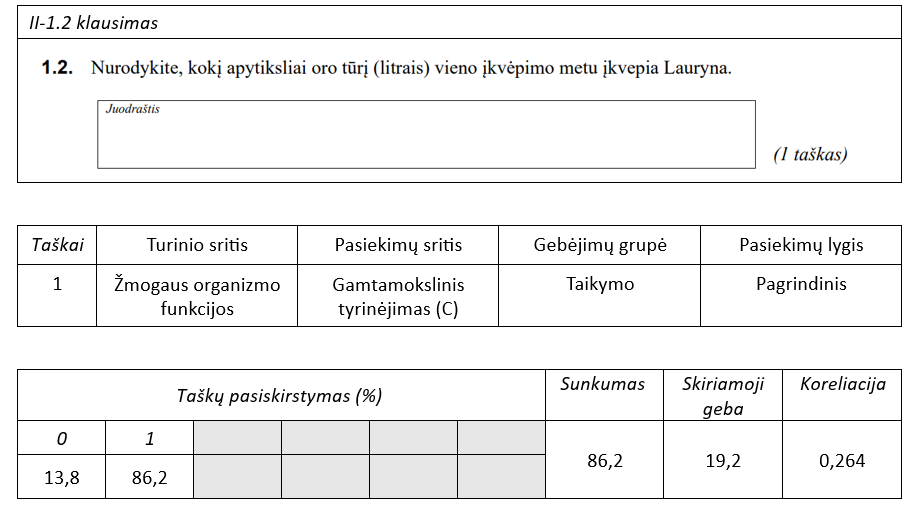 II-1.2 klausimas
1.2. Nurodykite, kokį apytiksliai oro tūrį (litrais) vieno įkvėpimo metu įkvepia Lauryna.
Juodraštis
(1 taškas)
Taškai Turinio sritis Pasiekimų sritis Gebėjimų grupė Pasiekimų lygis
1 Žmogaus organizmo Gamtamokslinis Taikymo Pagrindinis
funkcijos tyrinėjimas (C)
Taškų pasiskirstymas (%) Sunkumas Skiriamoji Koreliacija
geba
0 1
13,8 86,2 86,2 19,2 0,264